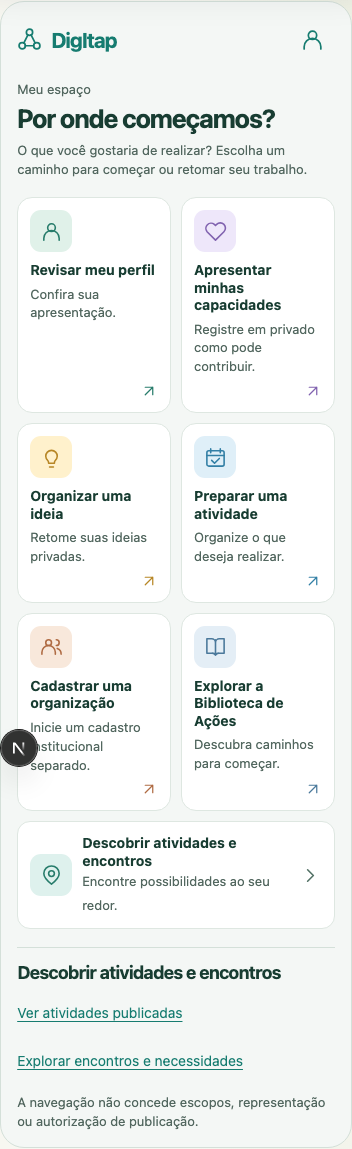 DigItap
Meu espaço
Por onde começamos?
O que você gostaria de realizar? Escolha um
caminho para começar ou retomar seu trabalho.
Revisar meu perfil
Confira sua
apresentação.
Apresentar
minhas
capacidades
Registre em privado
como pode
contribuir.
Organizar uma
ideia
Retome suas ideias
privadas.
Preparar uma
atividade
Organize o que
deseja realizar.
Cadastrar uma
organização
Inicie um cadastro
institucional
separado.
N
Explorar a
Biblioteca de
Ações
Descubra caminhos
para começar.
Descobrir atividades e
encontros
Encontre possibilidades ao seu
redor.
Descobrir atividades e encontros
Ver atividades publicadas
Explorar encontros e necessidades
A navegação não concede escopos, representação
ou autorização de publicação.